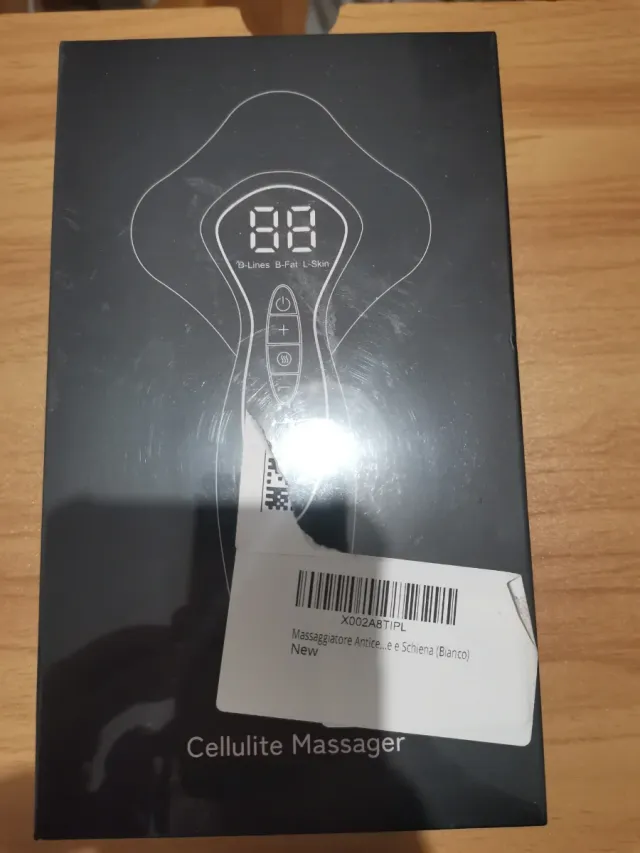 88
B-Lines B-Fat L-Skin
X002A8TIPL
Massaggiatore Antice...e e Schiena (Bianco)
New
Cellulite Massager